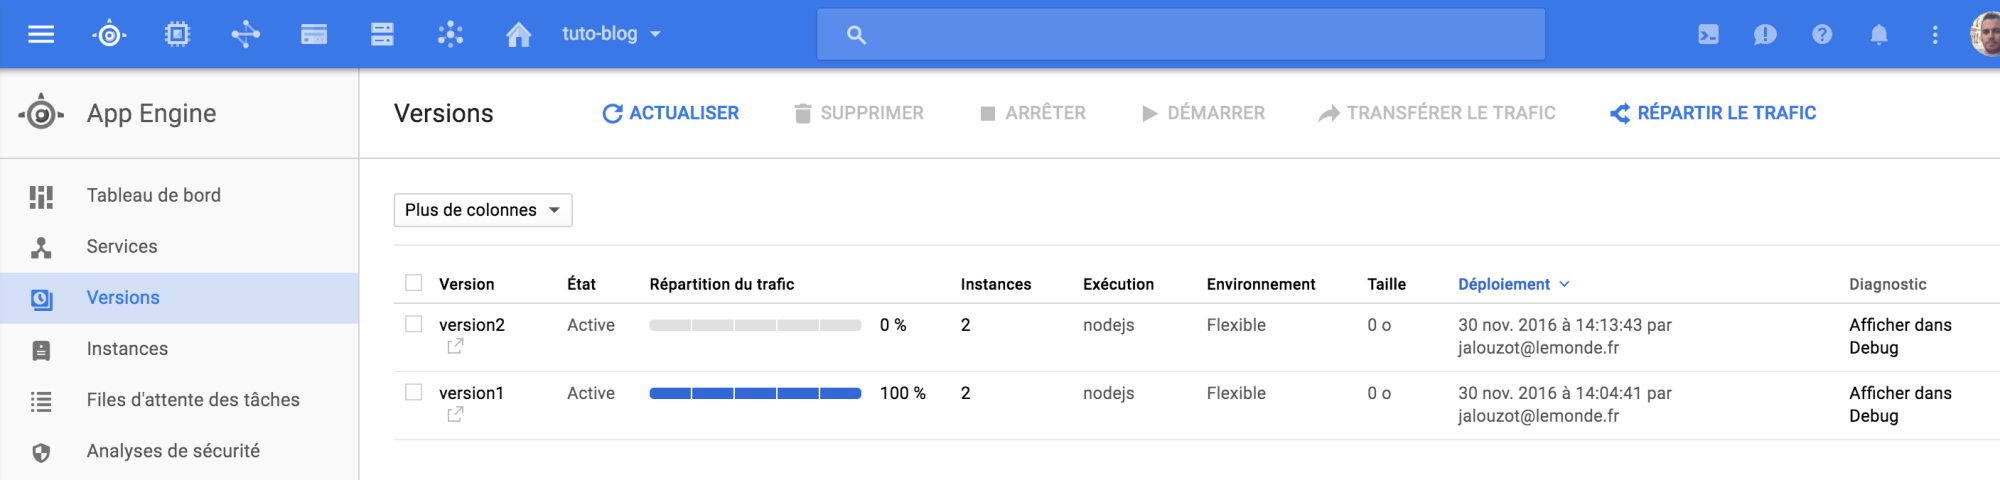 tuto-blog
App Engine
Versions
ACTUALISER
SUPPRIMER
ARRÊTER
DÉMARRER
TRANSFÉRER LE TRAFIC
RÉPARTIR LE TRAFIC
Tableau de bord
Services
Versions
Instances
Files d'attente des tâches
Analyses de sécurité
Plus de colonnes
Version État Répartition du trafic Instances Exécution Environnement Taille Déploiement Diagnostic
version2 Active 0 % 2 nodejs Flexible 0 o 30 nov. 2016 à 14:13:43 par Afficher dans
jalouzot@lemonde.fr Debug
version1 Active 100 % 2 nodejs Flexible 0 o 30 nov. 2016 à 14:04:41 par Afficher dans
jalouzot@lemonde.fr Debug